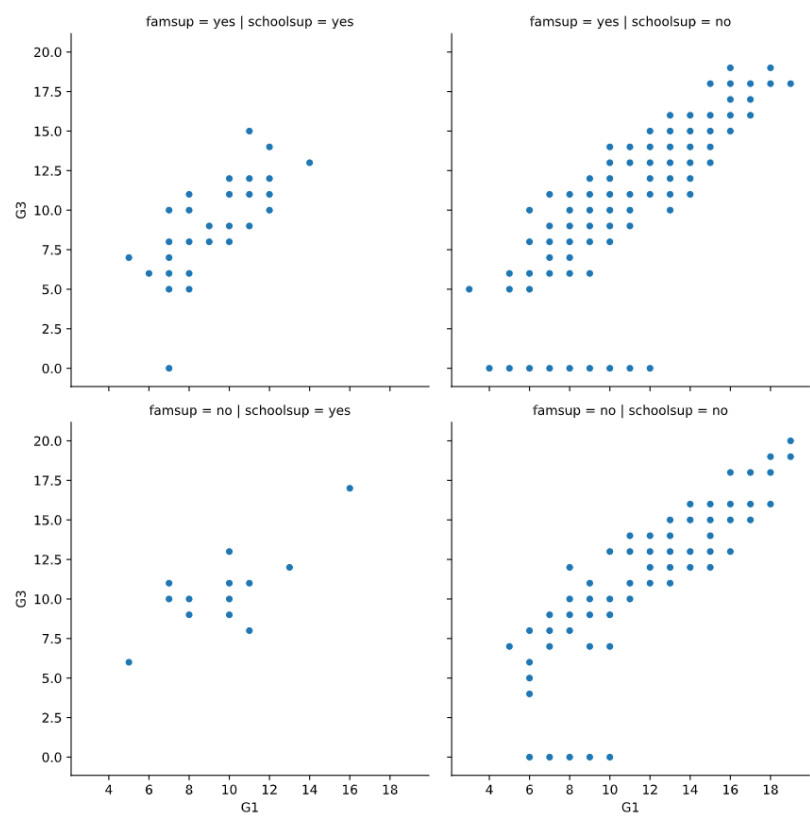 famsup = yes | schoolsup = yes
famsup = yes | schoolsup = no
20.0
17.5
15.0
12.5
10.0
7.5
5.0
2.5
0.0
G3
famsup = no | schoolsup = yes
famsup = no | schoolsup = no
20.0
17.5
15.0
12.5
10.0
7.5
5.0
2.5
0.0
G3
4 6 8 10 12 14 16 18
G1
4 6 8 10 12 14 16 18
G1